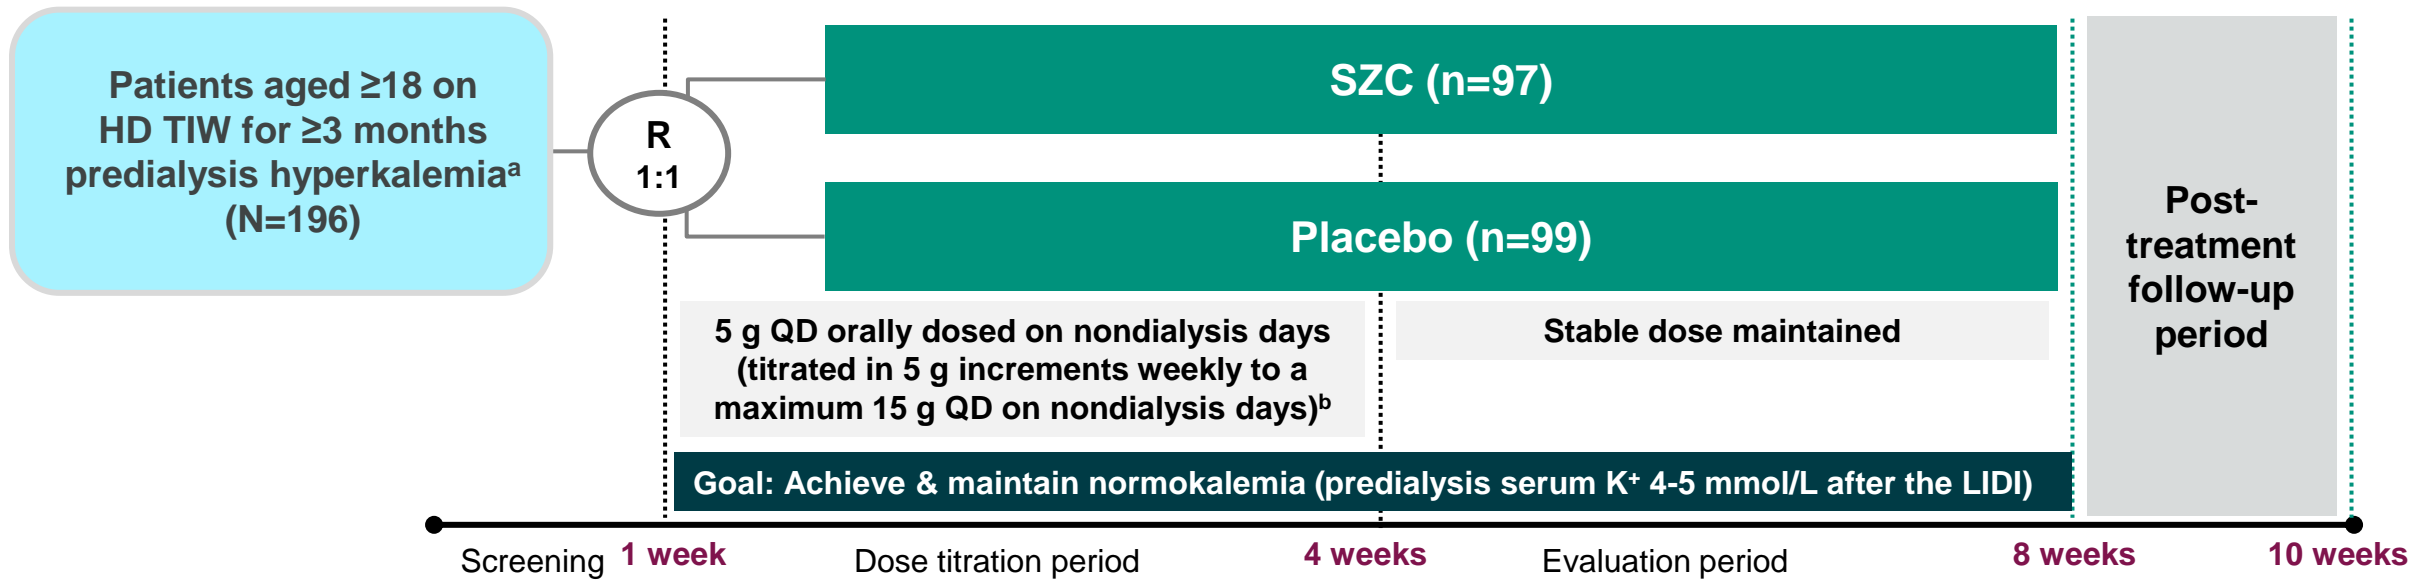 Patients aged ≥18 on
HD TIW for ≥3 months
predialysis hyperkalemiaᵃ
(N=196)
R
1:1
SZC (n=97)
Placebo (n=99)
5 g QD orally dosed on nondialysis days
(titrated in 5 g increments weekly to a
maximum 15 g QD on nondialysis days)ᵇ
Stable dose maintained
Post-
treatment
follow-up
period
Goal: Achieve & maintain normokalemia (predialysis serum K⁺ 4-5 mmol/L after the LIDI)
Screening
1 week
Dose titration period
4 weeks
Evaluation period
8 weeks
10 weeks